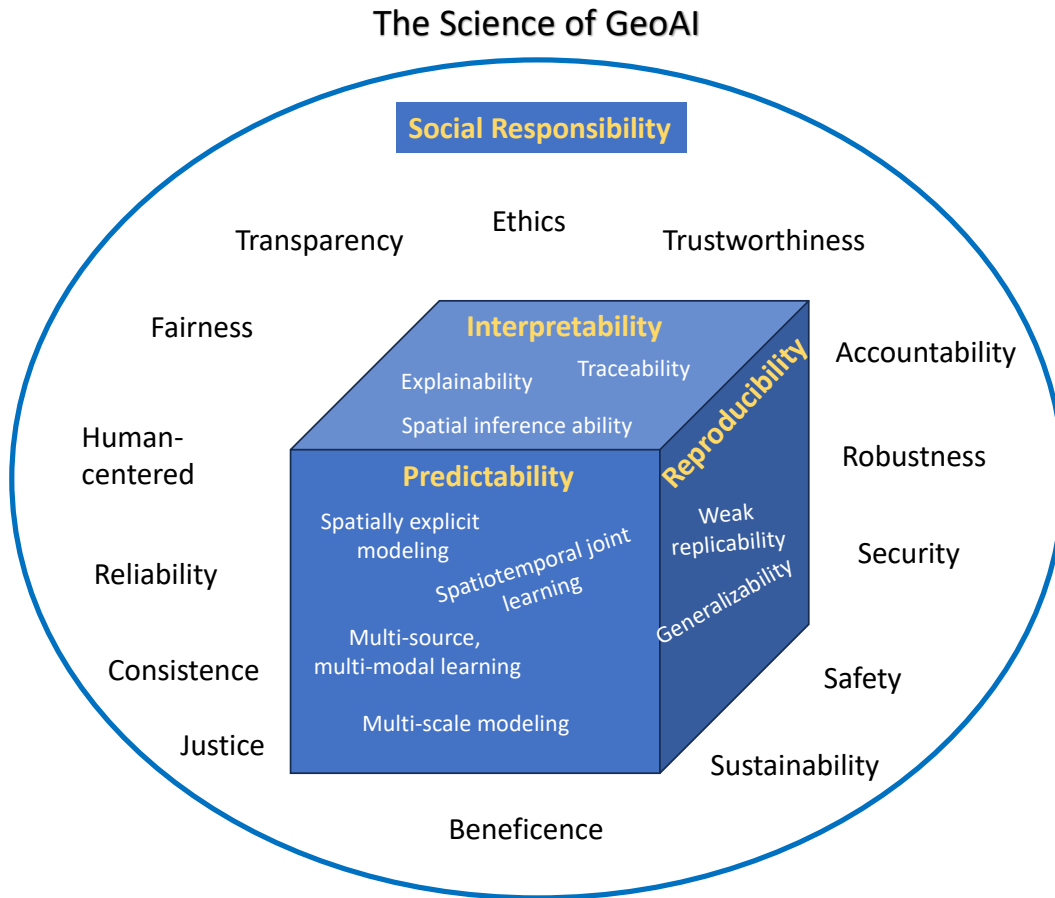 The Science of GeoAI
Social Responsibility
Ethics
Transparency
Trustworthiness
Fairness
Accountability
Human-
centered
Robustness
Reliability
Security
Consistence
Safety
Justice
Sustainability
Beneficence
Interpretability
Traceability
Explainability
Spatial inference ability
Predictability
Spatially explicit
modeling
Spatiotemporal joint
learning
Multi-source,
multi-modal learning
Multi-scale modeling
Reproducibility
Weak
replicability
Generalizability